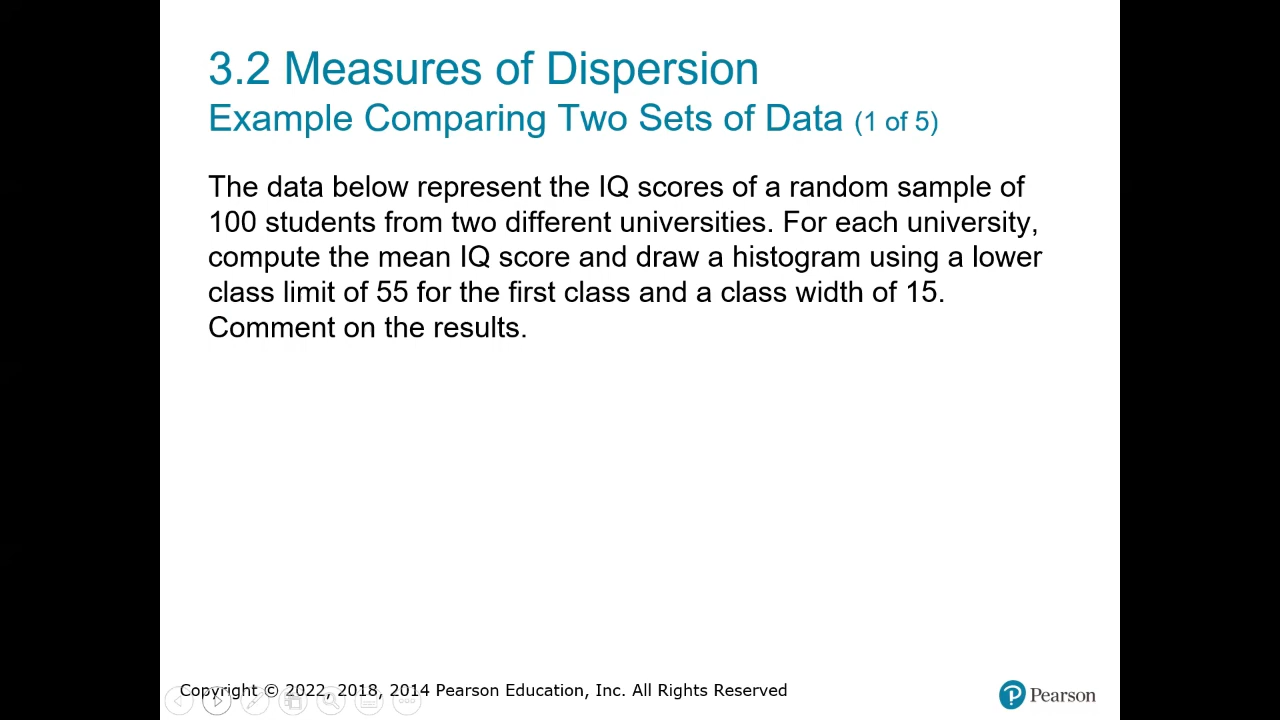 3.2 Measures of Dispersion
Example Comparing Two Sets of Data (1 of 5)
The data below represent the IQ scores of a random sample of
100 students from two different universities. For each university,
compute the mean IQ score and draw a histogram using a lower
class limit of 55 for the first class and a class width of 15.
Comment on the results.
Copyright © 2022, 2018, 2014 Pearson Education, Inc. All Rights Reserved
P Pearson